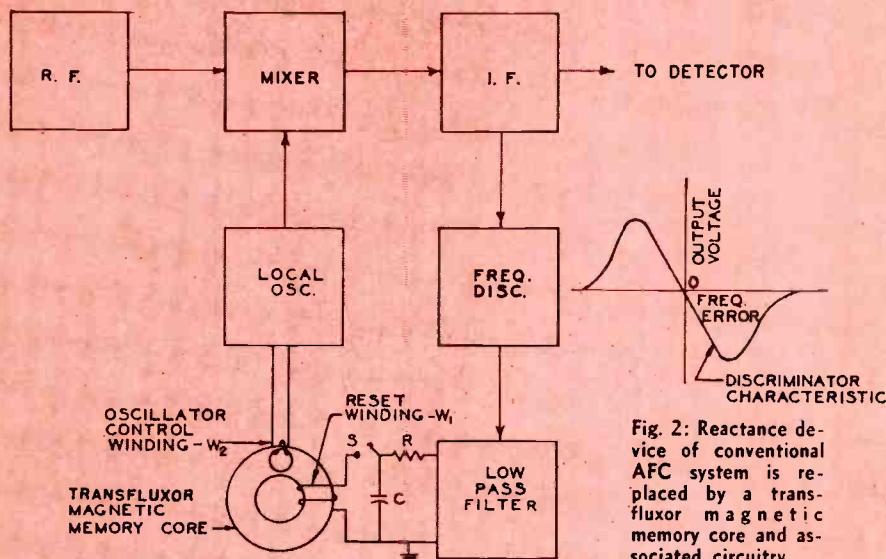 R. F.
MIXER
I. F.
TO DETECTOR
LOCAL
OSC.
FREQ.
DISC.
OUTPUT
VOLTAGE
O
FREQ.
ERROR
DISCRIMINATOR
CHARACTERISTIC
OSCILLATOR
CONTROL
WINDING-W₂
RESET
WINDING-W₁
S
R
C
LOW
PASS
FILTER
TRANSFLUXOR
MAGNETIC
MEMORY CORE
Fig. 2: Reactance de-
vice of conventional
AFC system is re-
placed by a trans-
fluxor magnetic
memory core and as-
sociated circuitry